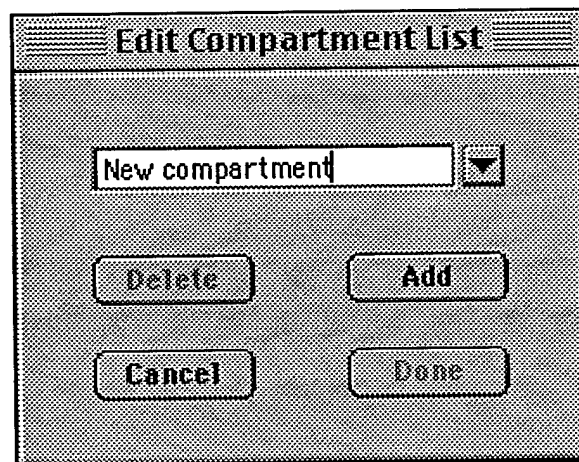 Edit Compartment List
New compartment
Delete Add
Cancel Done